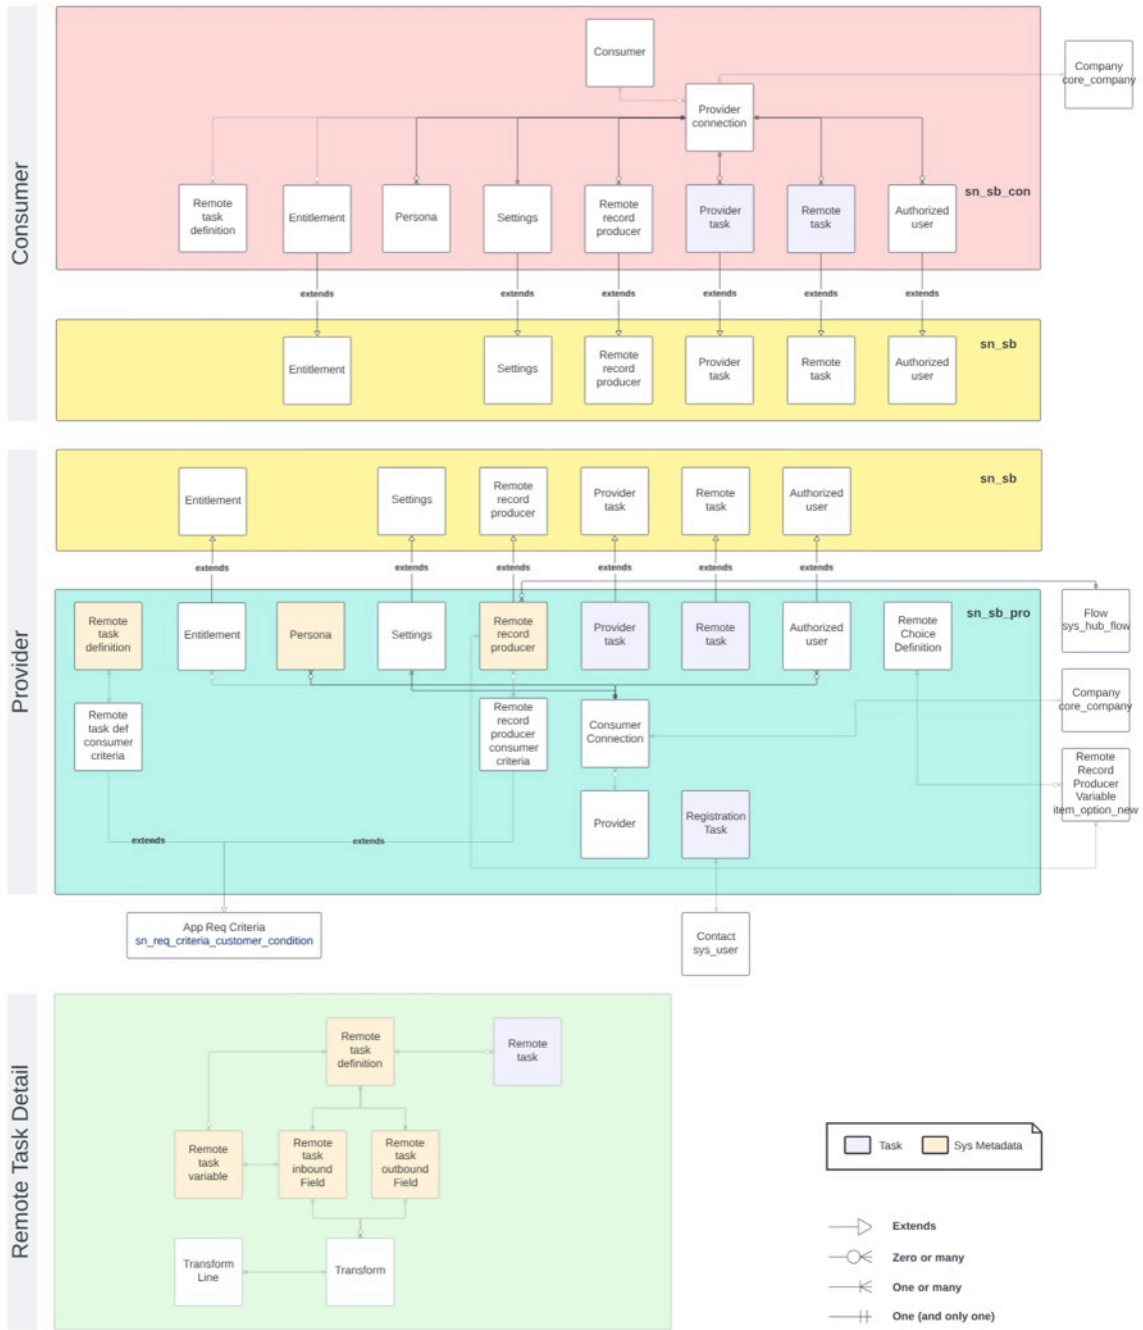 Consumer
Consumer
Company
core_company
Provider
connection
sn_sb_con
Remote
task
definition
Entitlement
Persona
Settings
Remote
record
producer
Provider
task
Remote
task
Authorized
user
extends
extends
extends
extends
extends
extends
sn_sb
Entitlement
Settings
Remote
record
producer
Provider
task
Remote
task
Authorized
user
Provider
sn_sb
Entitlement
Settings
Remote
record
producer
Provider
task
Remote
task
Authorized
user
extends
extends
extends
extends
extends
extends
sn_sb_pro
Remote
task
definition
Entitlement
Persona
Settings
Remote
record
producer
Provider
task
Remote
task
Authorized
user
Remote
Choice
Definition
Flow
sys_hub_flow
Remote
task def
consumer
criteria
Remote
record
producer
consumer
criteria
Consumer
Connection
Company
core_company
Remote
Record
Producer
Variable
item_option_new
Provider
Registration
Task
extends
extends
App Req Criteria
sn_req_criteria_customer_condition
Contact
sys_user
Remote Task Detail
Remote
task
definition
Remote
task
Remote
task
variable
Remote
task
inbound
Field
Remote
task
outbound
Field
Transform
Line
Transform
Task
Sys Metadata
Extends
Zero or many
One or many
One (and only one)